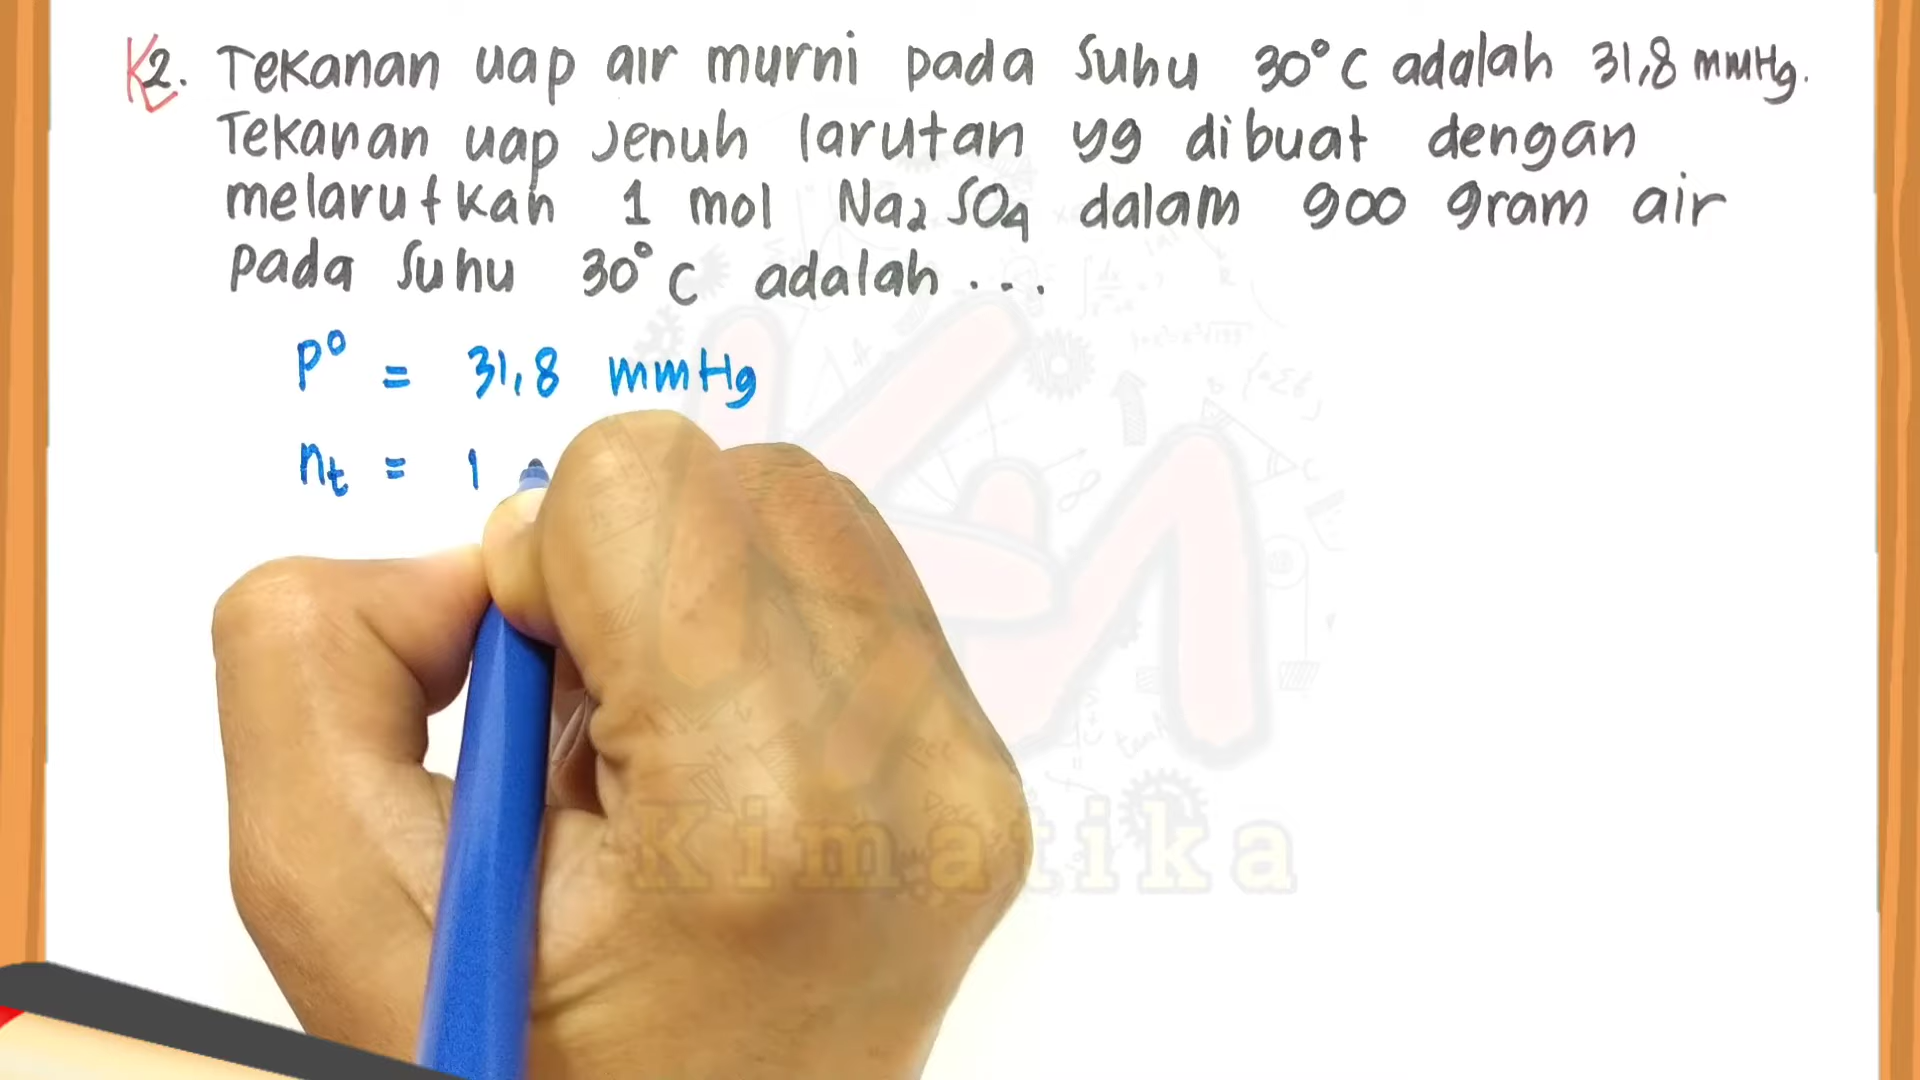 K2. Tekanan uap air murni pada suhu 30°C adalah 31,8 mmHg.
Tekanan uap jenuh larutan yg dibuat dengan
melarutkan 1 mol Na₂SO₄ dalam 900 gram air
pada suhu 30°C adalah ...
P° = 31,8 mmHg
nt = 1
Kimatika